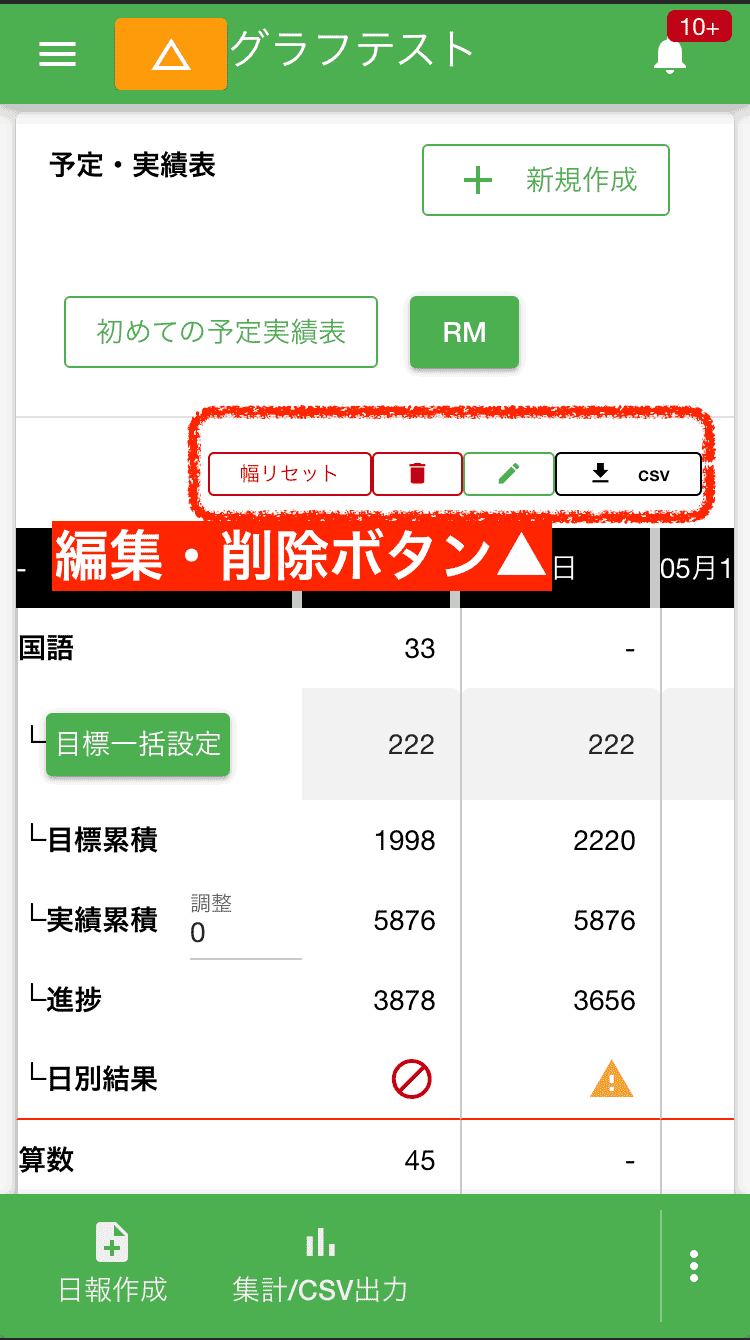 10+
グラフテスト
予定・実績表
+ 新規作成
初めての予定実績表 RM
幅リセット csv
編集・削除ボタン▲
- 日 05月1
国語 33 -
└目標一括設定 222 222
└目標累積 1998 2220
調整
└実績累積 0 5876 5876
└進捗 3878 3656
└日別結果
算数 45 -
日報作成 集計/CSV出力